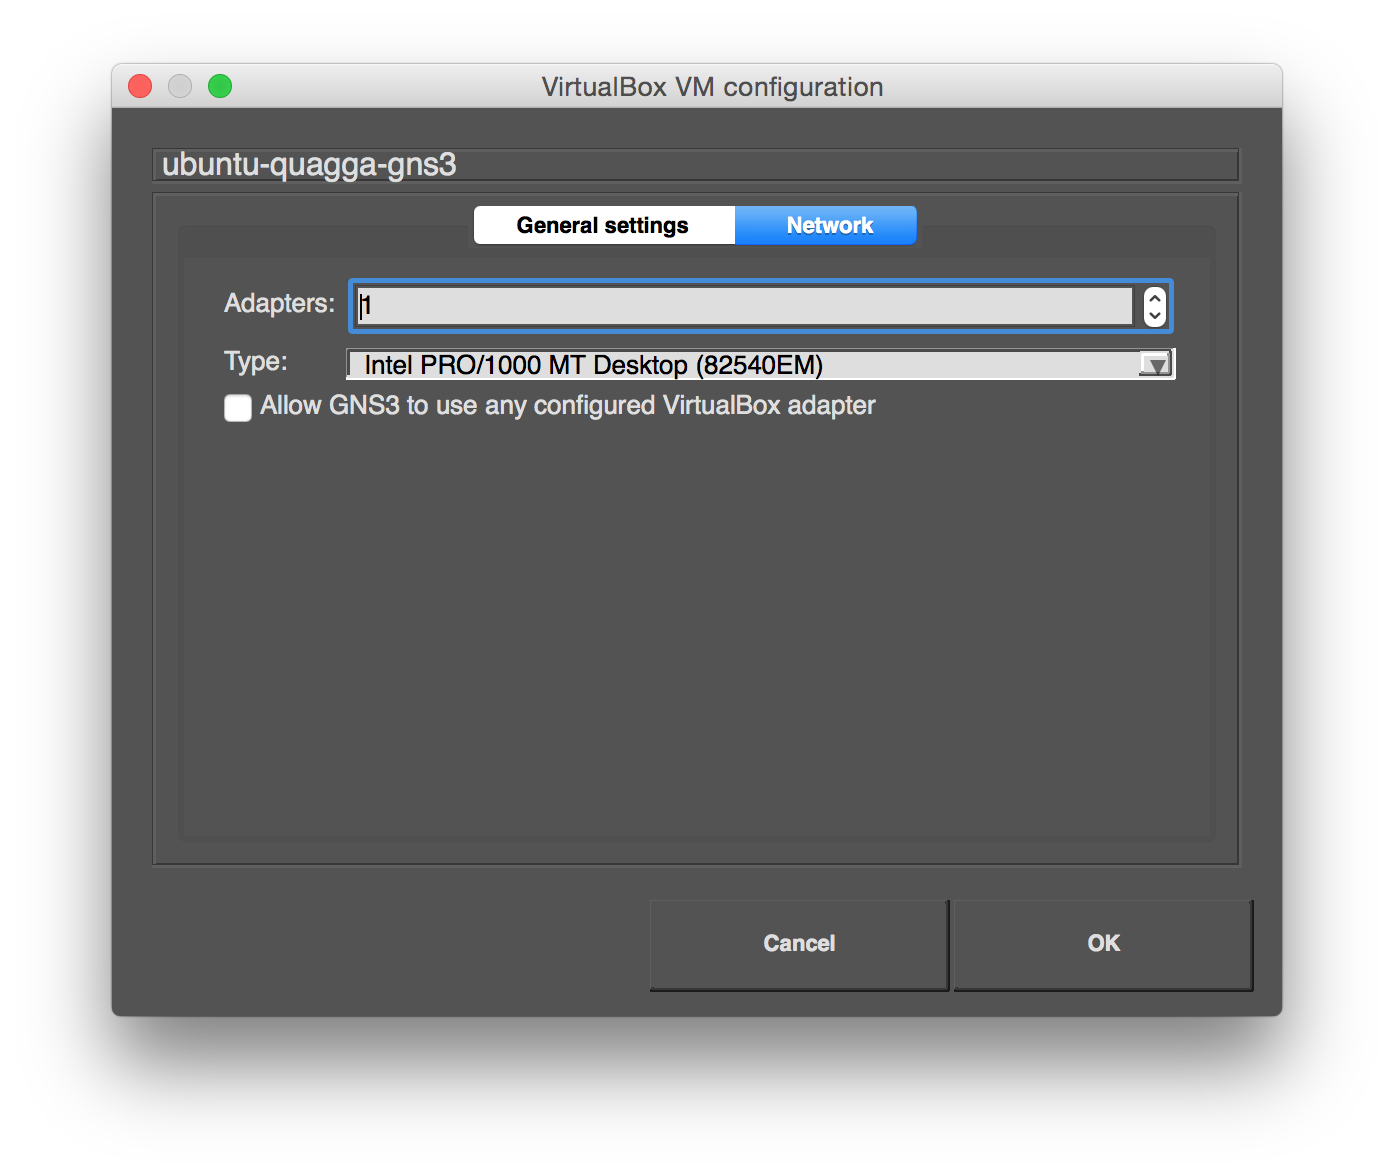 VirtualBox VM configuration
ubuntu-quagga-gns3
General settings
Network
Adapters:
1
Type:
Intel PRO/1000 MT Desktop (82540EM)
Allow GNS3 to use any configured VirtualBox adapter
Cancel
OK